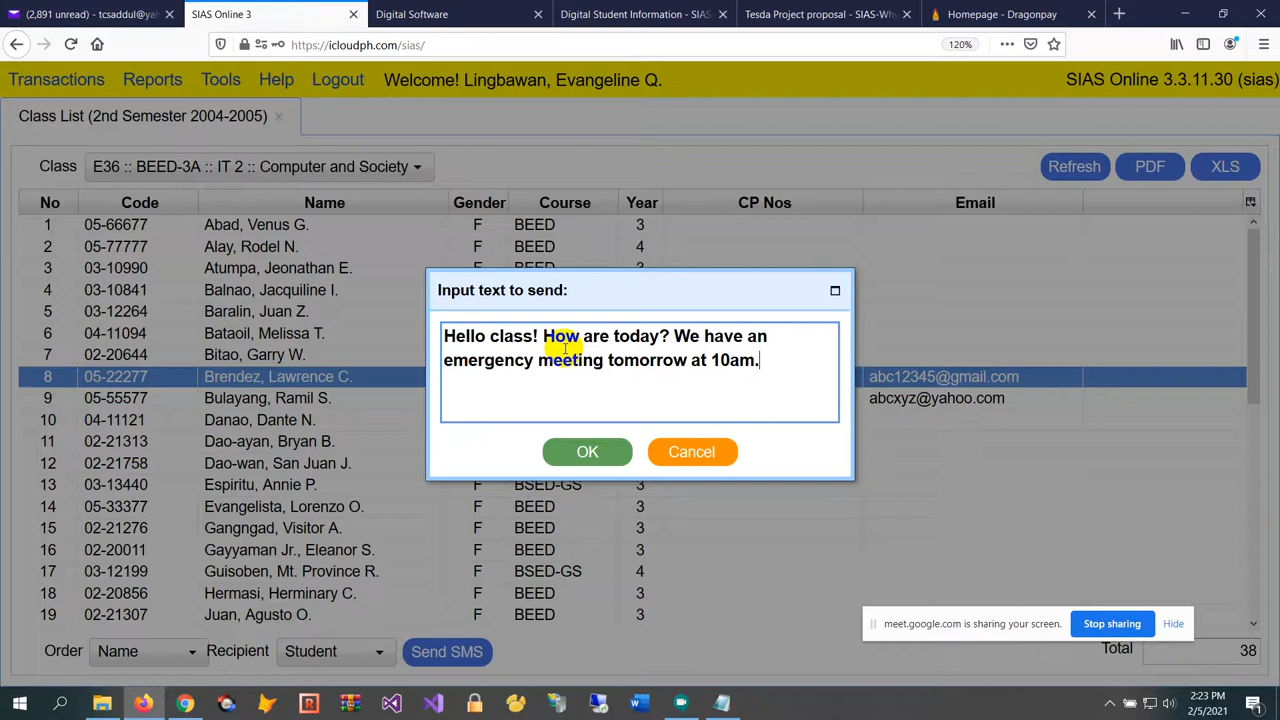 (2,891 unread) - tcsaddul@yah
SIAS Online 3
Digital Software
Digital Student Information - SIAS
Tesda Project proposal - SIAS-Why
Homepage - Dragonpay
https://icloudph.com/sias/
120%
Transactions Reports Tools Help Logout Welcome! Lingbawan, Evangeline Q. SIAS Online 3.3.11.30 (sias)
Class List (2nd Semester 2004-2005)
Class E36 :: BEED-3A :: IT 2 :: Computer and Society Refresh PDF XLS
No Code Name Gender Course Year CP Nos Email
1 05-66677 Abad, Venus G. F BEED 3
2 05-77777 Alay, Rodel N. F BEED 4
3 03-10990 Atumpa, Jeonathan E.
4 03-10841 Balnao, Jacquiline I.
5 03-12264 Baralin, Juan Z.
6 04-11094 Bataoil, Melissa T.
7 02-20644 Bitao, Garry W.
8 05-22277 Brendez, Lawrence C. abc12345@gmail.com
9 05-55577 Bulayang, Ramil S. abcxyz@yahoo.com
10 04-11121 Danao, Dante O.
11 02-21313 Dao-ayan, Bryan B.
12 02-21758 Dao-wan, San Juan J.
13 03-13440 Espiritu, Annie P. F BSED-GS 3
14 05-33377 Evangelista, Lorenzo O. F BEED 3
15 02-21276 Gangngad, Visitor A. F BEED 3
16 02-20011 Gayyaman Jr., Eleanor S. F BEED 3
17 03-12199 Guisoben, Mt. Province R. F BSED-GS 4
18 02-20856 Hermasi, Herminary C. F BEED 3
19 02-21307 Juan, Agusto O. F BEED 3
Input text to send:
Hello class! How are today? We have an
emergency meeting tomorrow at 10am.
OK Cancel
meet.google.com is sharing your screen. Stop sharing Hide
Order Name Recipient Student Send SMS Total 38
2:23 PM
2/5/2021